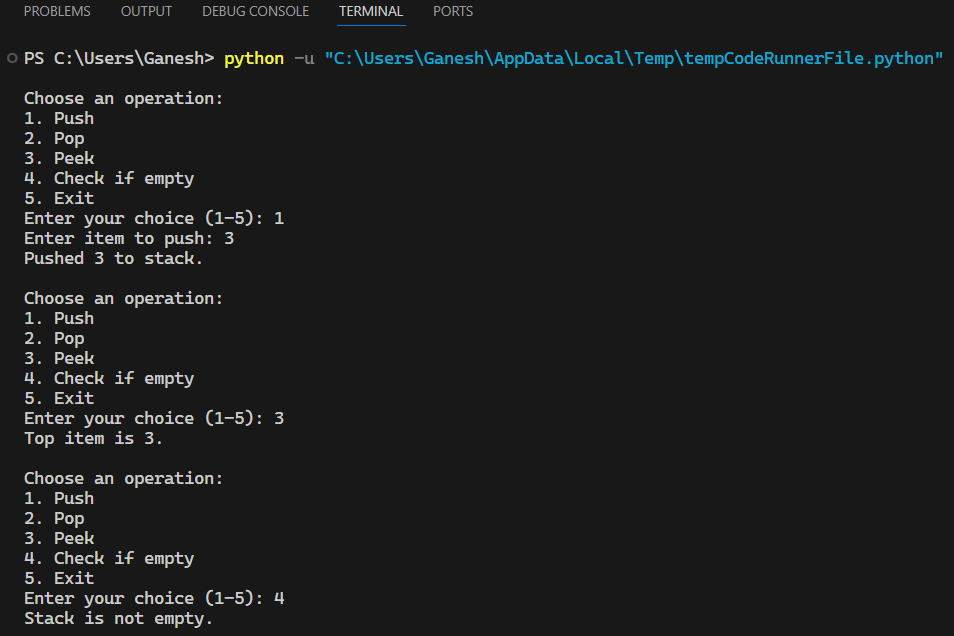 PROBLEMS OUTPUT DEBUG CONSOLE TERMINAL PORTS
PS C:\Users\Ganesh> python -u "C:\Users\Ganesh\AppData\Local\Temp\tempCodeRunnerFile.python"
Choose an operation:
1. Push
2. Pop
3. Peek
4. Check if empty
5. Exit
Enter your choice (1-5): 1
Enter item to push: 3
Pushed 3 to stack.
Choose an operation:
1. Push
2. Pop
3. Peek
4. Check if empty
5. Exit
Enter your choice (1-5): 3
Top item is 3.
Choose an operation:
1. Push
2. Pop
3. Peek
4. Check if empty
5. Exit
Enter your choice (1-5): 4
Stack is not empty.